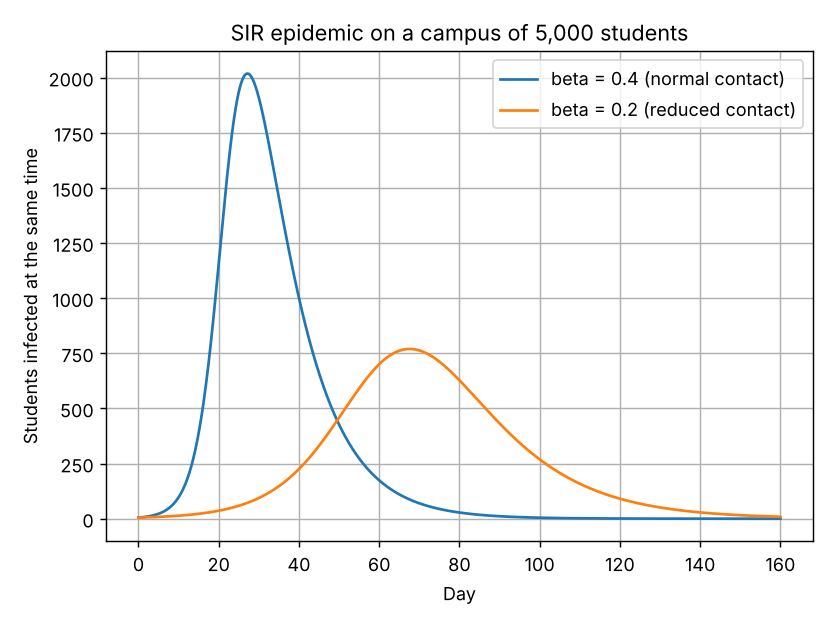 SIR epidemic on a campus of 5,000 students
beta = 0.4 (normal contact)
beta = 0.2 (reduced contact)
Students infected at the same time
2000
1750
1500
1250
1000
750
500
250
0
0 20 40 60 80 100 120 140 160
Day